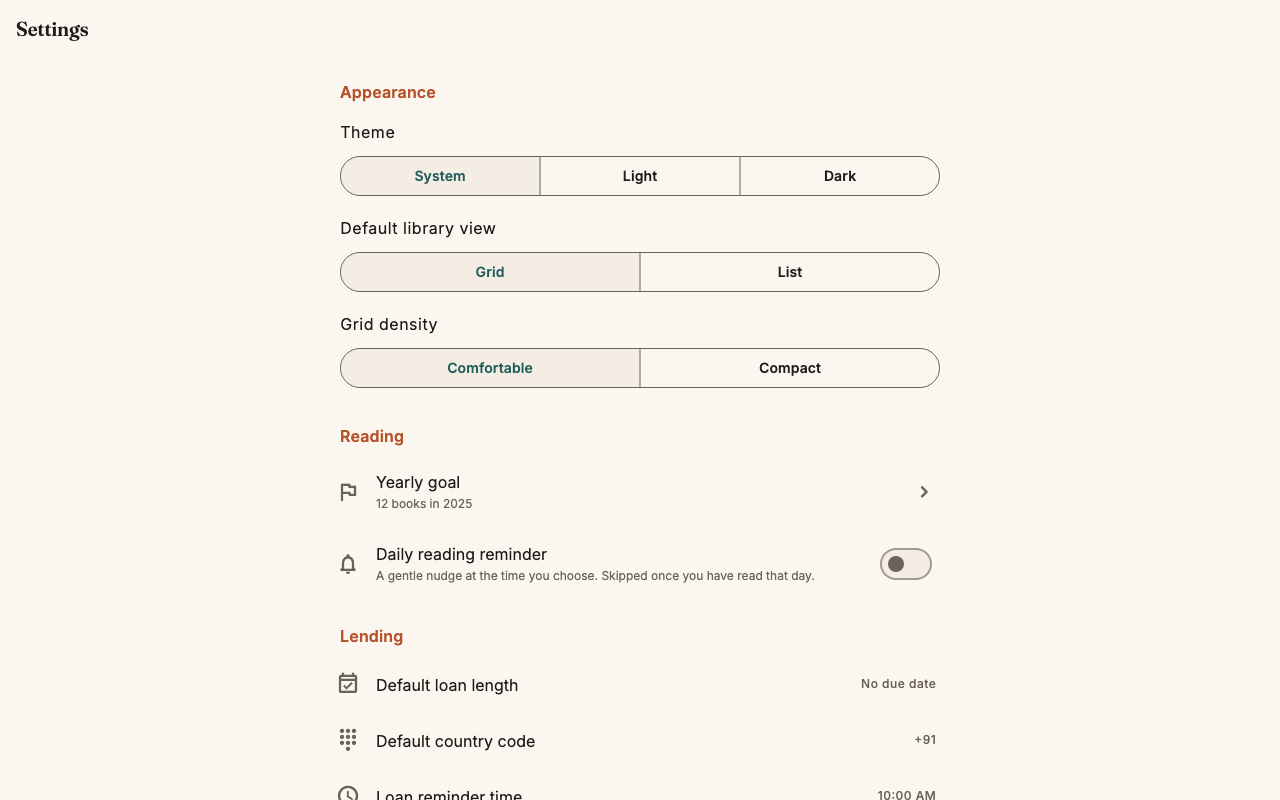 Settings
Appearance
Theme
System Light Dark
Default library view
Grid List
Grid density
Comfortable Compact
Reading
Yearly goal
12 books in 2025
Daily reading reminder
A gentle nudge at the time you choose. Skipped once you have read that day.
Lending
Default loan length No due date
Default country code +91
Loan reminder time 10:00 AM